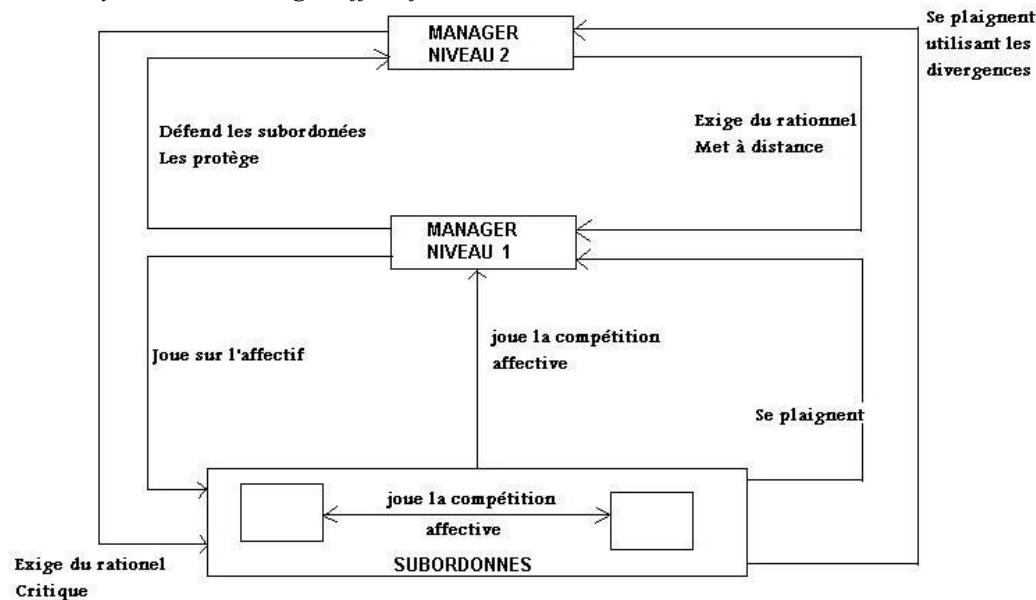 Se plaignent
utilisant les
divergences
MANAGER
NIVEAU 2
Défend les subordonées
Les protège
Exige du rationnel
Met à distance
MANAGER
NIVEAU 1
Joue sur l'affectif
joue la compétition
affective
Se plaignent
joue la compétition
affective
SUBORDONNES
Exige du rationel
Critique